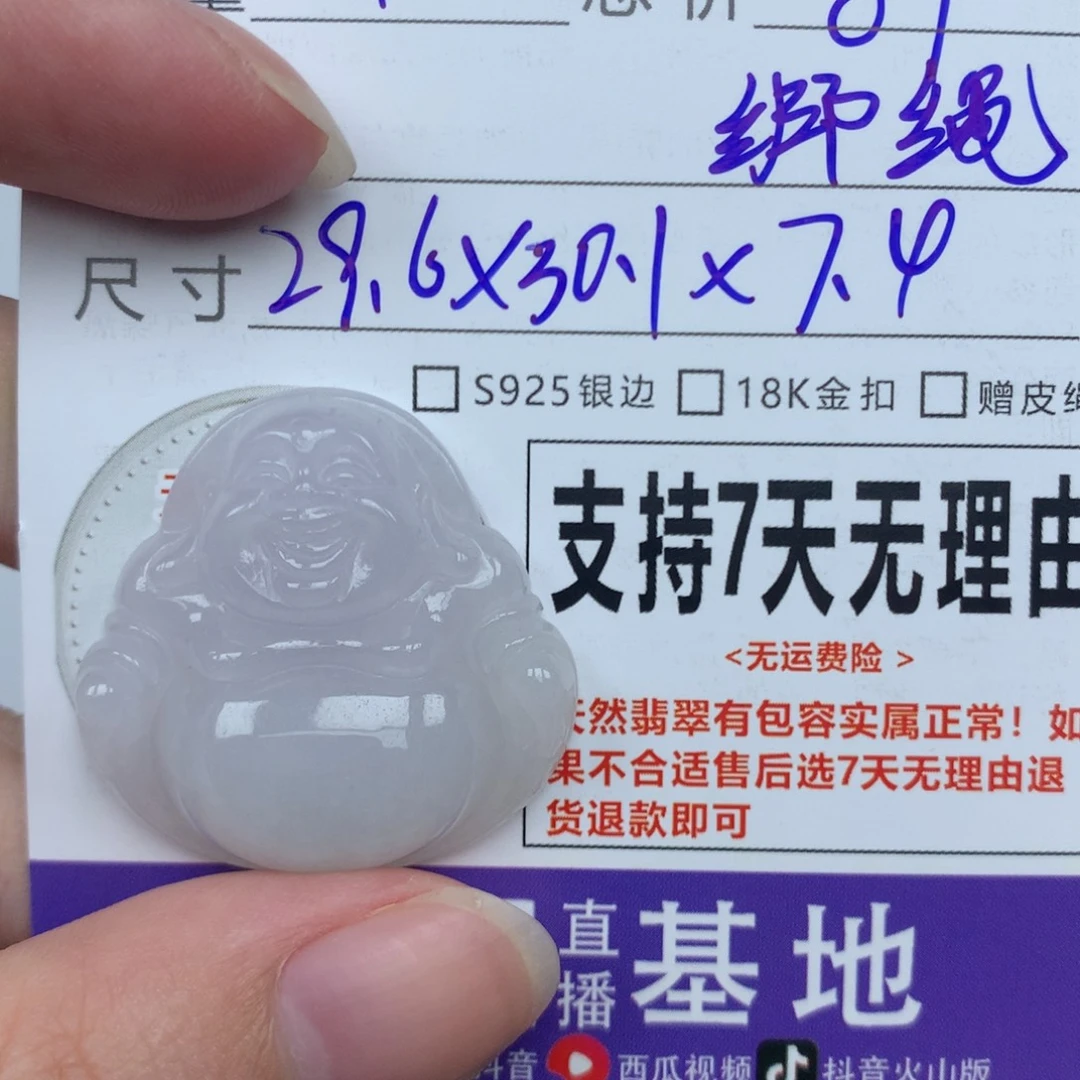 绑绳
尺寸 29.6X30.1X7.4
S925银边 18K金扣 赠皮绳
支持7天无理由
<无运费险 >
天然翡翠有包容实属正常！如
果不合适售后选7天无理由退
货退款即可
直播 基地
抖音 西瓜视频 抖音火山版